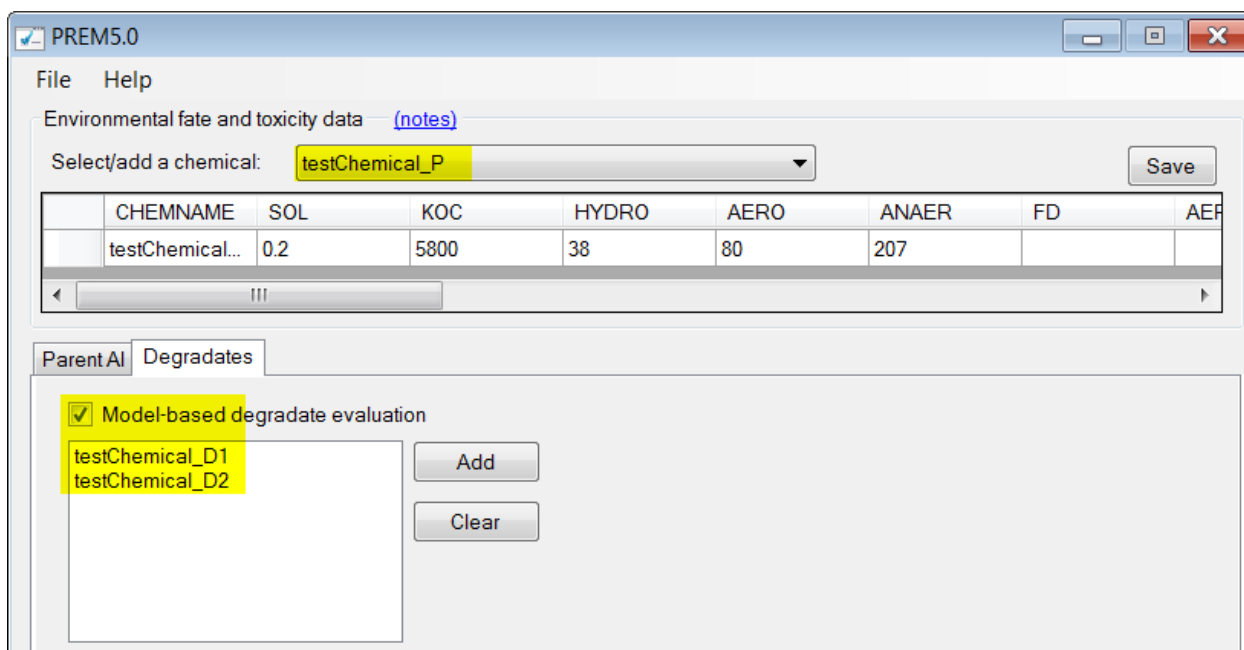 PREM5.0
File Help
Environmental fate and toxicity data (notes)
Select/add a chemical: testChemical_P Save
CHEMNAME SOL KOC HYDRO AERO ANAER FD AER
testChemical... 0.2 5800 38 80 207
Parent AI Degradates
Model-based degradate evaluation
testChemical_D1 Add
testChemical_D2
Clear